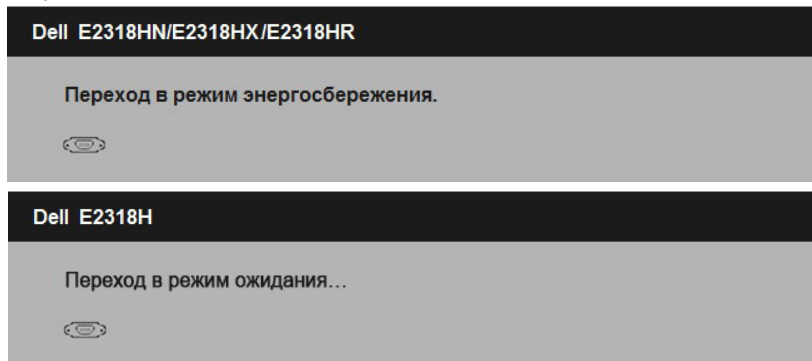 Dell E2318HN/E2318HX/E2318HR
Переход в режим энергосбережения.
Dell E2318H
Переход в режим ожидания...